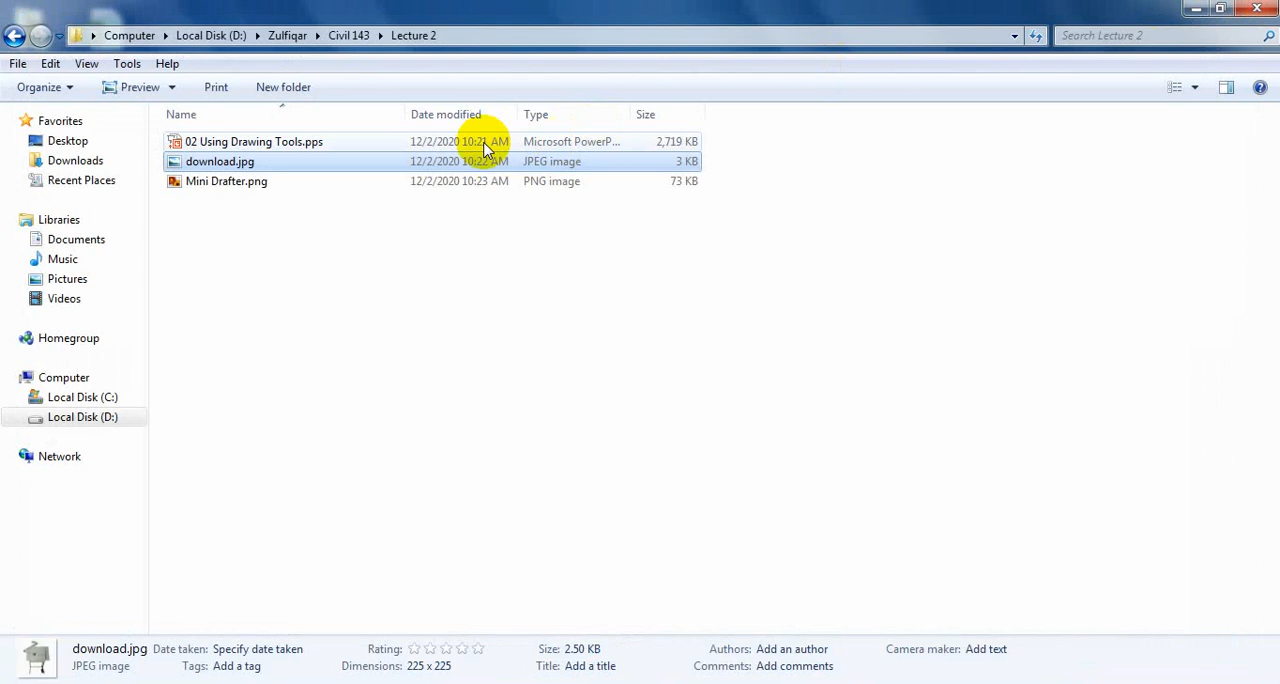 Computer Local Disk (D:) Zulfiqar Civil 143 Lecture 2 Search Lecture 2
File Edit View Tools Help
Organize Preview Print New folder
Name Date modified Type Size
Favorites
Desktop
Downloads
Recent Places
Libraries
Documents
Music
Pictures
Videos
Homegroup
Computer
Local Disk (C:)
Local Disk (D:)
Network
02 Using Drawing Tools.pps 12/2/2020 10:21 AM Microsoft PowerP... 2,719 KB
download.jpg 12/2/2020 10:22 AM JPEG image 3 KB
Mini Drafter.png 12/2/2020 10:23 AM PNG image 73 KB
download.jpg Date taken: Specify date taken Rating: Size: 2.50 KB Authors: Add an author Camera maker: Add text
JPEG image Tags: Add a tag Dimensions: 225 x 225 Title: Add a title Comments: Add comments